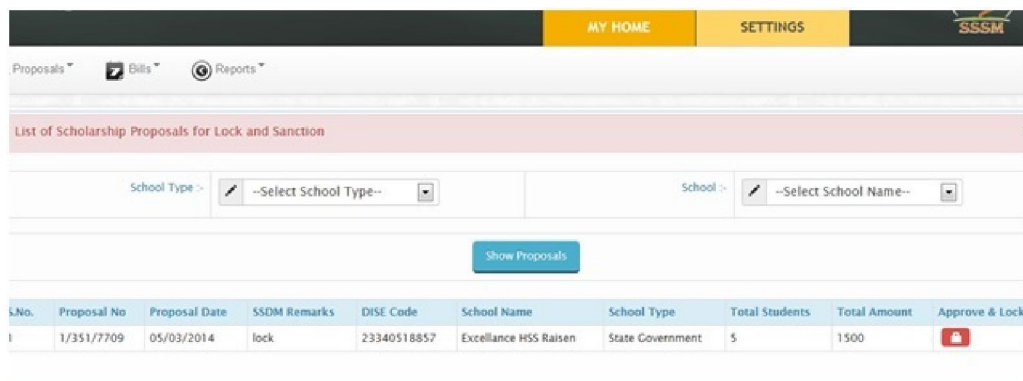 MY HOME SETTINGS SSSM
Proposals Bills Reports
List of Scholarship Proposals for Lock and Sanction
School Type :- --Select School Type-- School :- --Select School Name--
Show Proposals
S.No. Proposal No Proposal Date SSDM Remarks DISE Code School Name School Type Total Students Total Amount Approve & Lock
1 1/351/7709 05/03/2014 lock 23340518857 Excellance HSS Raisen State Government 5 1500